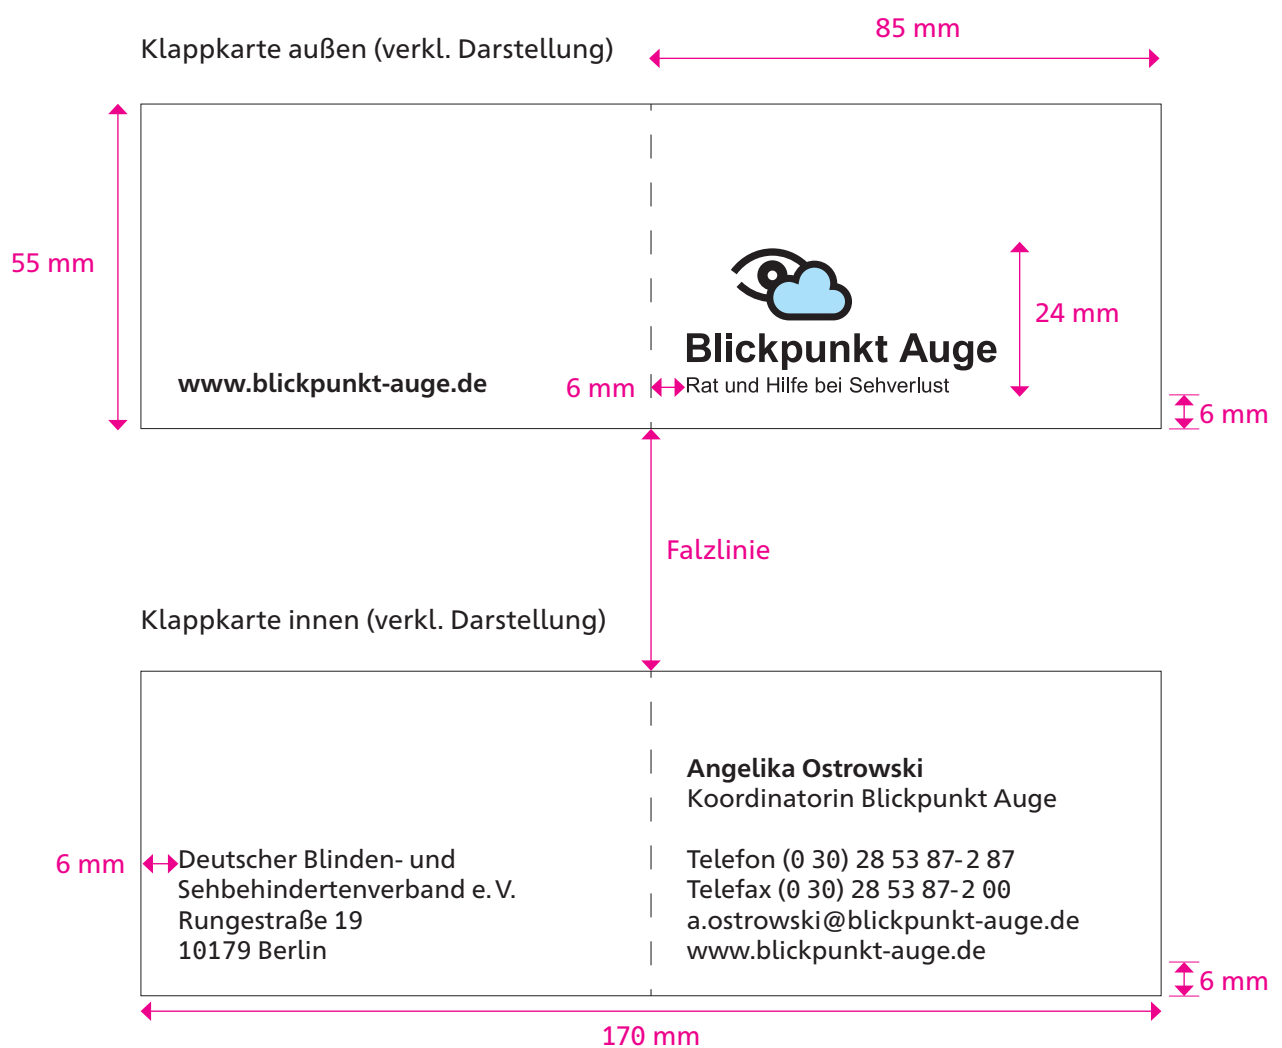 85 mm
Klappkarte außen (verkl. Darstellung)
55 mm
24 mm
Blickpunkt Auge
www.blickpunkt-auge.de
6 mm
Rat und Hilfe bei Sehverlust
6 mm
Falzlinie
Klappkarte innen (verkl. Darstellung)
Angelika Ostrowski
Koordinatorin Blickpunkt Auge
6 mm
Deutscher Blinden- und
Sehbehindertenverband e. V.
Rungestraße 19
10179 Berlin
Telefon (0 30) 28 53 87-2 87
Telefax (0 30) 28 53 87-2 00
a.ostrowski@blickpunkt-auge.de
www.blickpunkt-auge.de
6 mm
170 mm